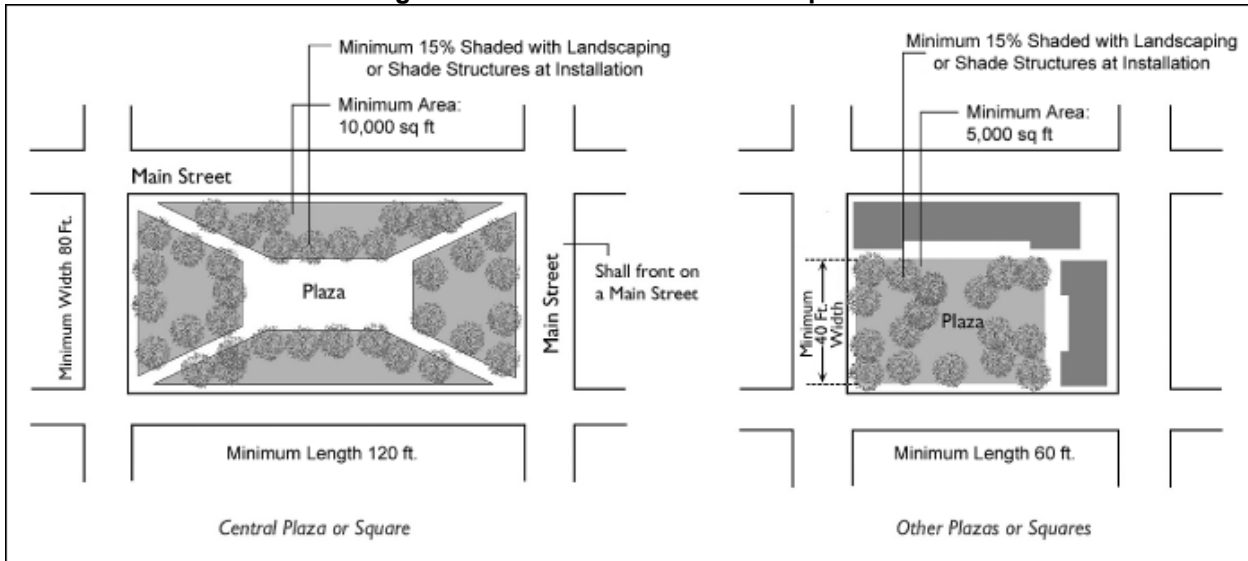 Minimum 15% Shaded with Landscaping
or Shade Structures at Installation
Minimum Area:
10,000 sq ft
Main Street
Minimum Width 80 Ft.
Plaza
Main Street
Shall front on
a Main Street
Minimum Length 120 ft.
Central Plaza or Square
Minimum 15% Shaded with Landscaping
or Shade Structures at Installation
Minimum Area:
5,000 sq ft
Minimum
40 Ft.
Width
Plaza
Minimum Length 60 ft.
Other Plazas or Squares